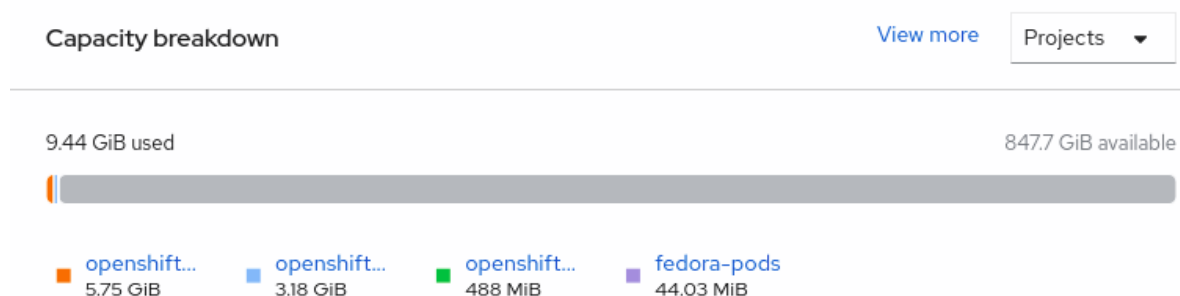 Capacity breakdown View more Projects
9.44 GiB used 847.7 GiB available
openshift... openshift... openshift... fedora-pods
5.75 GiB 3.18 GiB 488 MiB 44.03 MiB